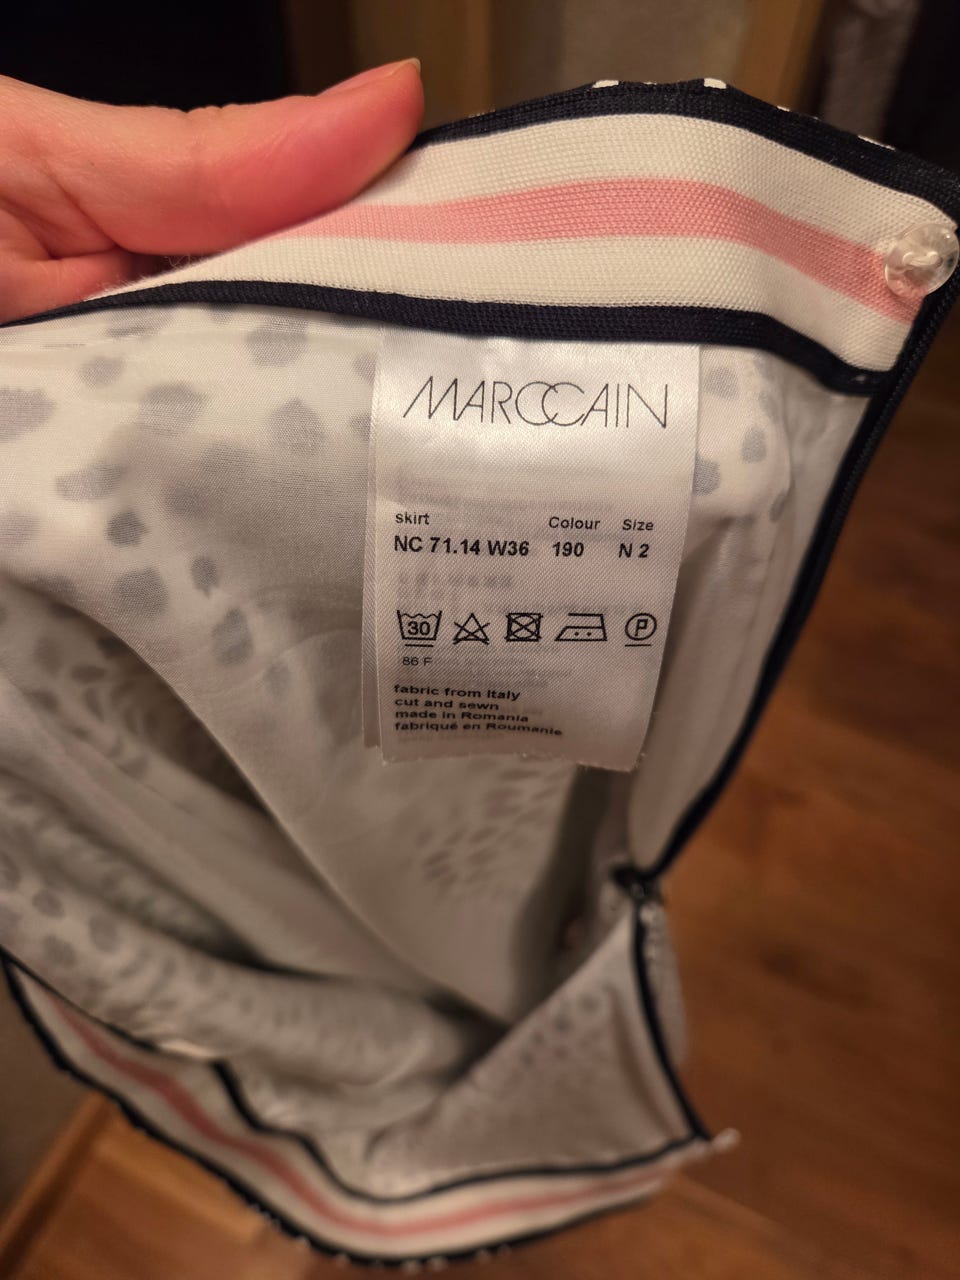 MARCCAIN
skirt Colour Size
NC 71.14 W36 190 N 2
30 P
86 F
fabric from Italy
cut and sewn
made in Romania
fabriqué en Roumanie